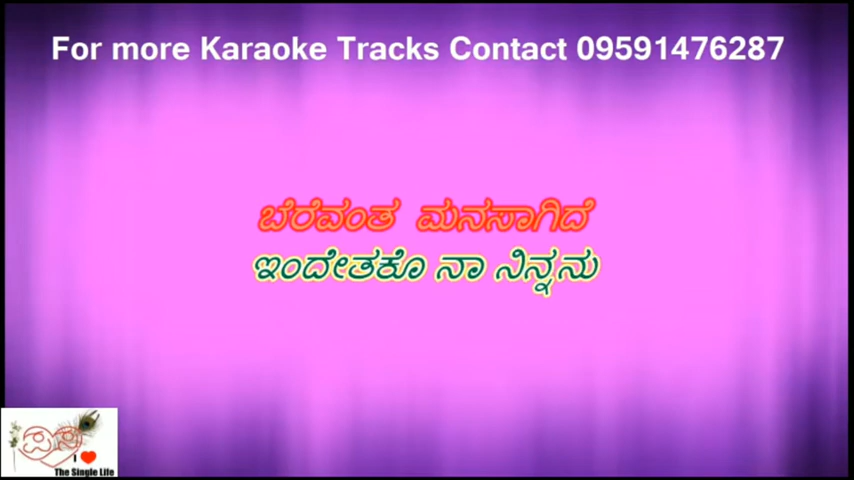 For more Karaoke Tracks Contact 09591476287
ಬೆರೆವಂತ ಮನಸಾಗಿದೆ
ಇಂದೇತಕೊ ನಾ ನಿನ್ನನು
I
The Single Life